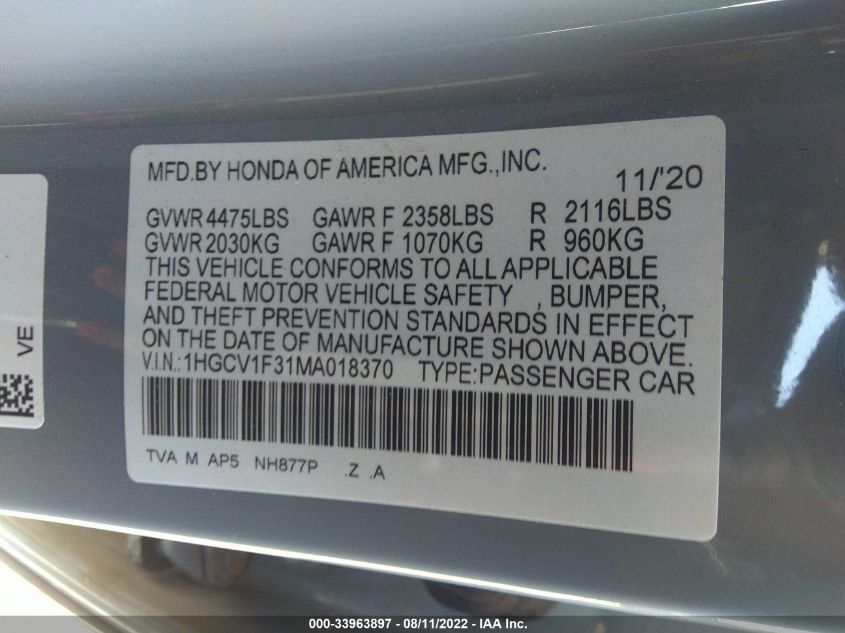 MFD.BY HONDA OF AMERICA MFG.,INC.
11/'20
GVWR 4475LBS GAWR F 2358LBS R 2116LBS
GVWR 2030KG GAWR F 1070KG R 960KG
THIS VEHICLE CONFORMS TO ALL APPLICABLE
FEDERAL MOTOR VEHICLE SAFETY , BUMPER,
AND THEFT PREVENTION STANDARDS IN EFFECT
ON THE DATE OF MANUFACTURE SHOWN ABOVE.
V.I.N.:1HGCV1F31MA018370 TYPE:PASSENGER CAR
TVA M AP5 NH877P .Z .A
VE
000-33963897 - 08/11/2022 - IAA Inc.